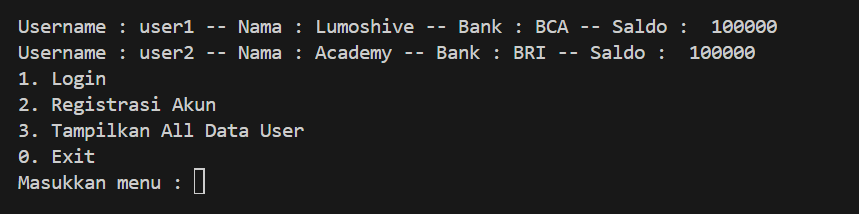 Username : user1 -- Nama : Lumoshive -- Bank : BCA -- Saldo :  100000
Username : user2 -- Nama : Academy -- Bank : BRI -- Saldo :  100000
1. Login
2. Registrasi Akun
3. Tampilkan All Data User
0. Exit
Masukkan menu :